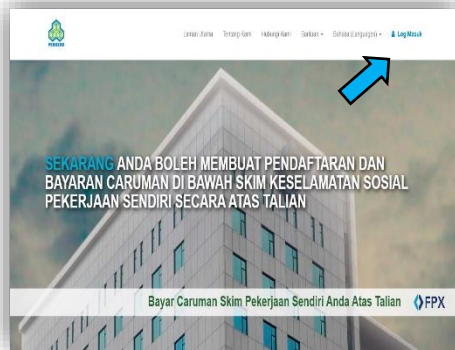 PERKESO
Laman Utama Tentang Kami Hubungi Kami Bantuan Bahasa (Languages) Log Masuk
SEKARANG ANDA BOLEH MEMBUAT PENDAFTARAN DAN
BAYARAN CARUMAN DI BAWAH SKIM KESELAMATAN SOSIAL
PEKERJAAN SENDIRI SECARA ATAS TALIAN
Bayar Caruman Skim Pekerjaan Sendiri Anda Atas Talian FPX